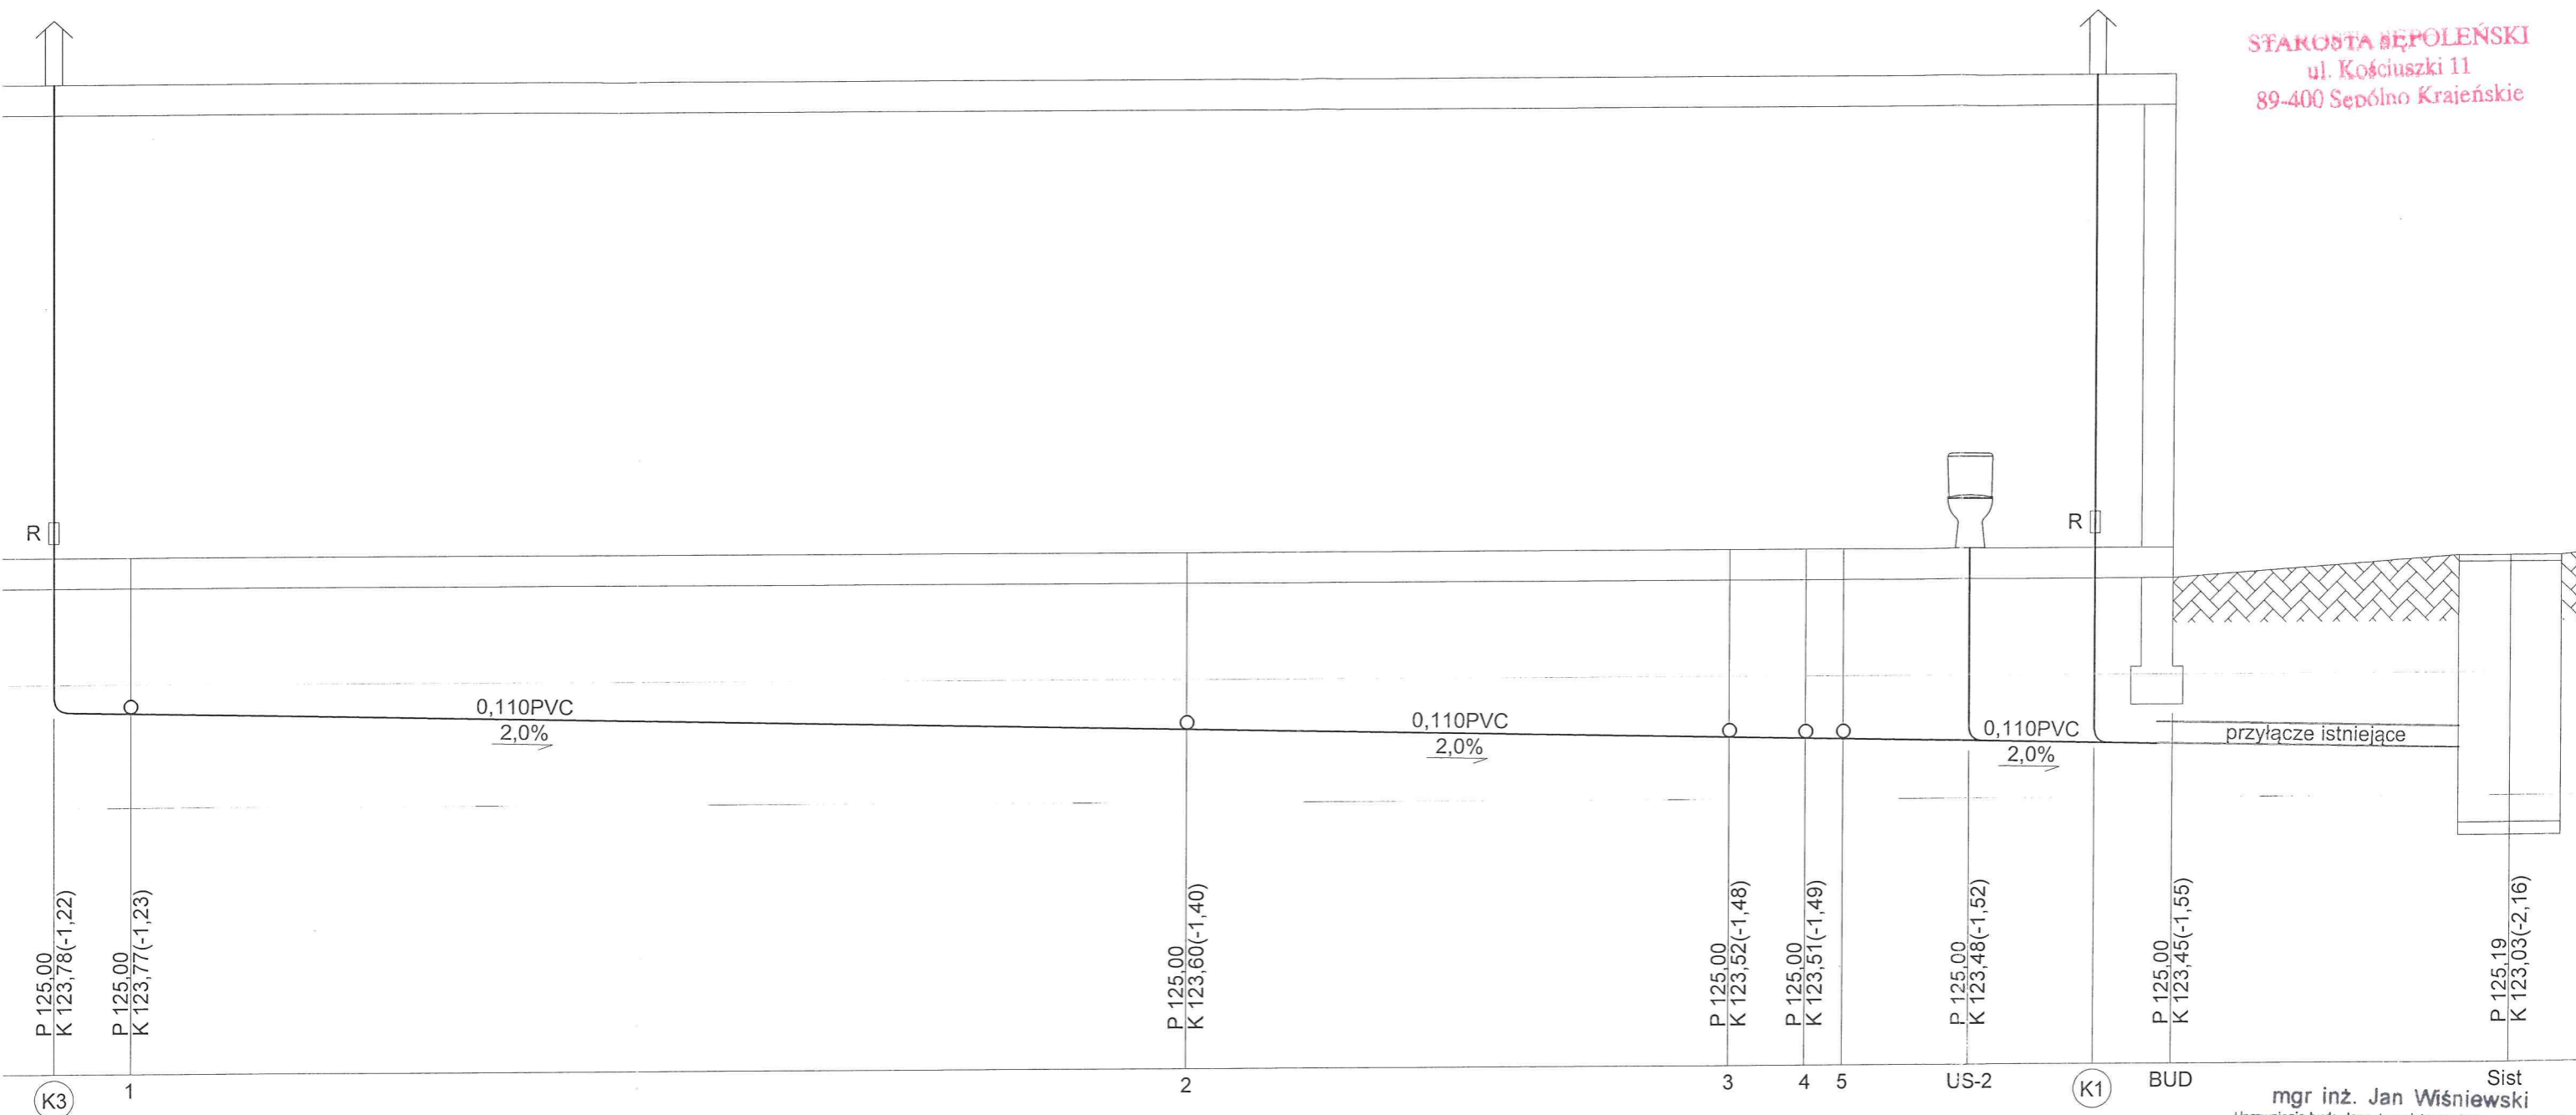 STAROSTA SĘPOLEŃSKI
ul. Kościuszki 11
89-400 Sępólno Krajeńskie
R
R
0,110PVC
2,0%
0,110PVC
2,0%
0,110PVC
2,0%
przyłącze istniejące
P 125,00
K 123,78(-1,22)
P 125,00
K 123,77(-1,23)
P 125,00
K 123,60(-1,40)
P 125,00
K 123,52(-1,48)
P 125,00
K 123,51(-1,49)
P 125,00
K 123,48(-1,52)
P 125,00
K 123,45(-1,55)
P 125,19
K 123,03(-2,16)
K3
1
2
3
4
5
US-2
K1
BUD
Sist
mgr inż. Jan Wiśniewski